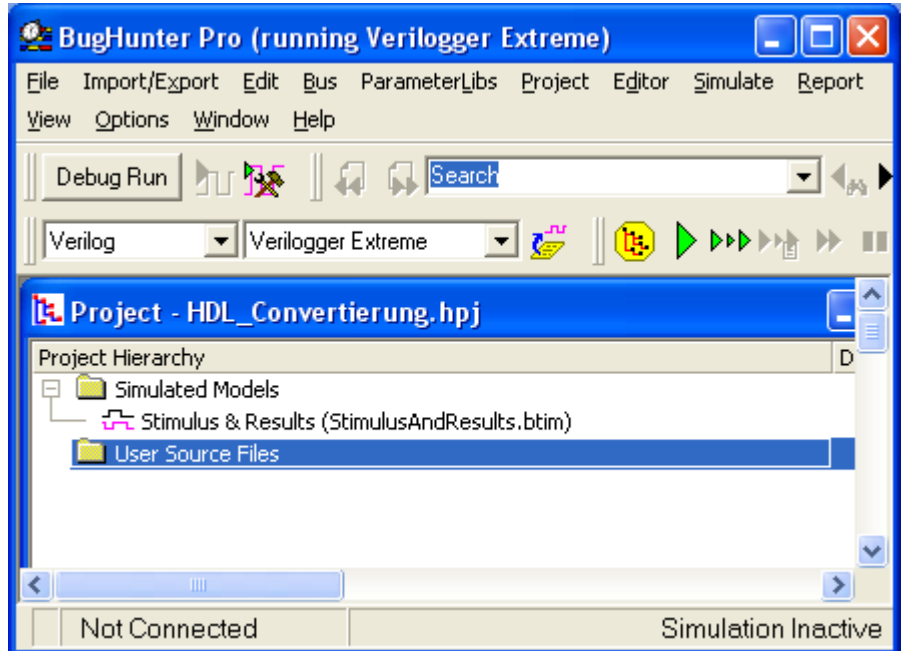 BugHunter Pro (running Verilogger Extreme)
File Import/Export Edit Bus ParameterLibs Project Editor Simulate Report
View Options Window Help
Debug Run Search
Verilog Verilogger Extreme
Project - HDL_Convertierung.hpj
Project Hierarchy D
Simulated Models
Stimulus & Results (StimulusAndResults.btim)
User Source Files
Not Connected Simulation Inactive